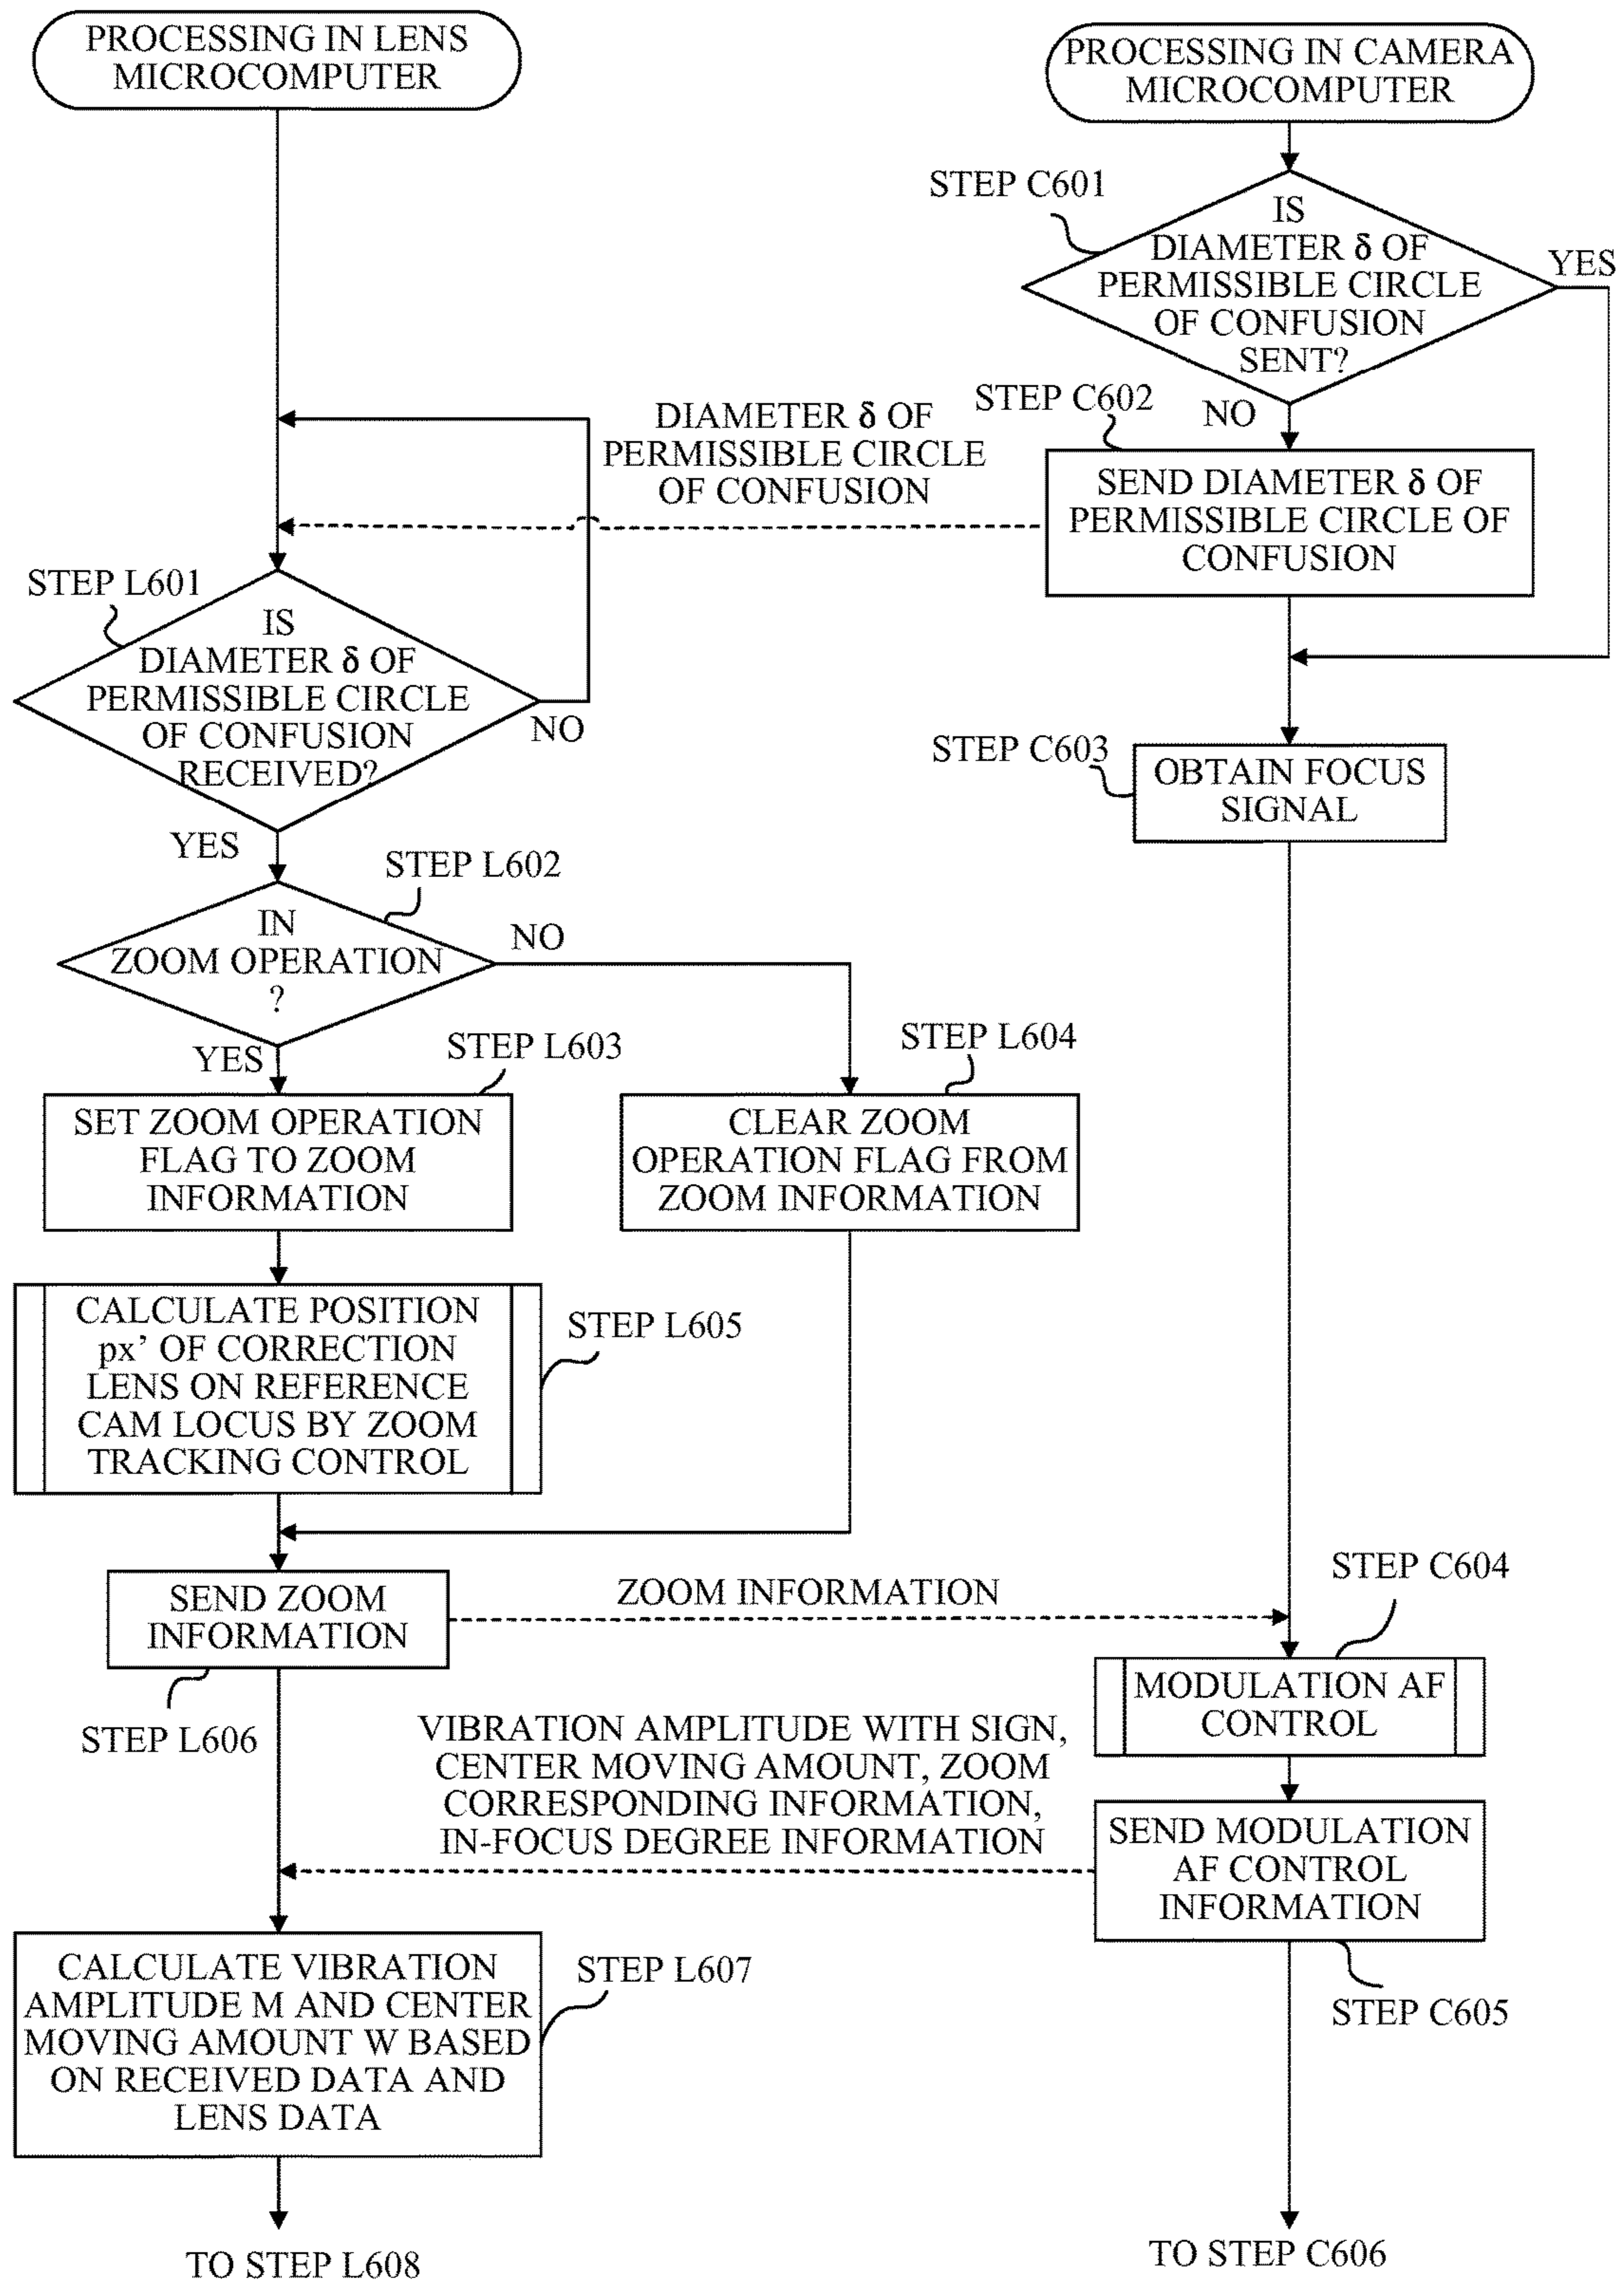 PROCESSING IN LENS
MICROCOMPUTER
PROCESSING IN CAMERA
MICROCOMPUTER
STEP C601
IS
DIAMETER δ OF
PERMISSIBLE CIRCLE
OF CONFUSION
SENT?
YES
NO
STEP C602
SEND DIAMETER δ OF
PERMISSIBLE CIRCLE OF
CONFUSION
DIAMETER δ OF
PERMISSIBLE CIRCLE
OF CONFUSION
STEP L601
IS
DIAMETER δ OF
PERMISSIBLE CIRCLE
OF CONFUSION
RECEIVED?
NO
YES
STEP C603
OBTAIN FOCUS
SIGNAL
STEP L602
IN
ZOOM OPERATION
?
NO
YES
STEP L603
SET ZOOM OPERATION
FLAG TO ZOOM
INFORMATION
STEP L604
CLEAR ZOOM
OPERATION FLAG FROM
ZOOM INFORMATION
CALCULATE POSITION
px’ OF CORRECTION
LENS ON REFERENCE
CAM LOCUS BY ZOOM
TRACKING CONTROL
STEP L605
SEND ZOOM
INFORMATION
STEP L606
ZOOM INFORMATION
STEP C604
MODULATION AF
CONTROL
VIBRATION AMPLITUDE WITH SIGN,
CENTER MOVING AMOUNT, ZOOM
CORRESPONDING INFORMATION,
IN-FOCUS DEGREE INFORMATION
SEND MODULATION
AF CONTROL
INFORMATION
STEP C605
CALCULATE VIBRATION
AMPLITUDE M AND CENTER
MOVING AMOUNT W BASED
ON RECEIVED DATA AND
LENS DATA
STEP L607
TO STEP L608
TO STEP C606